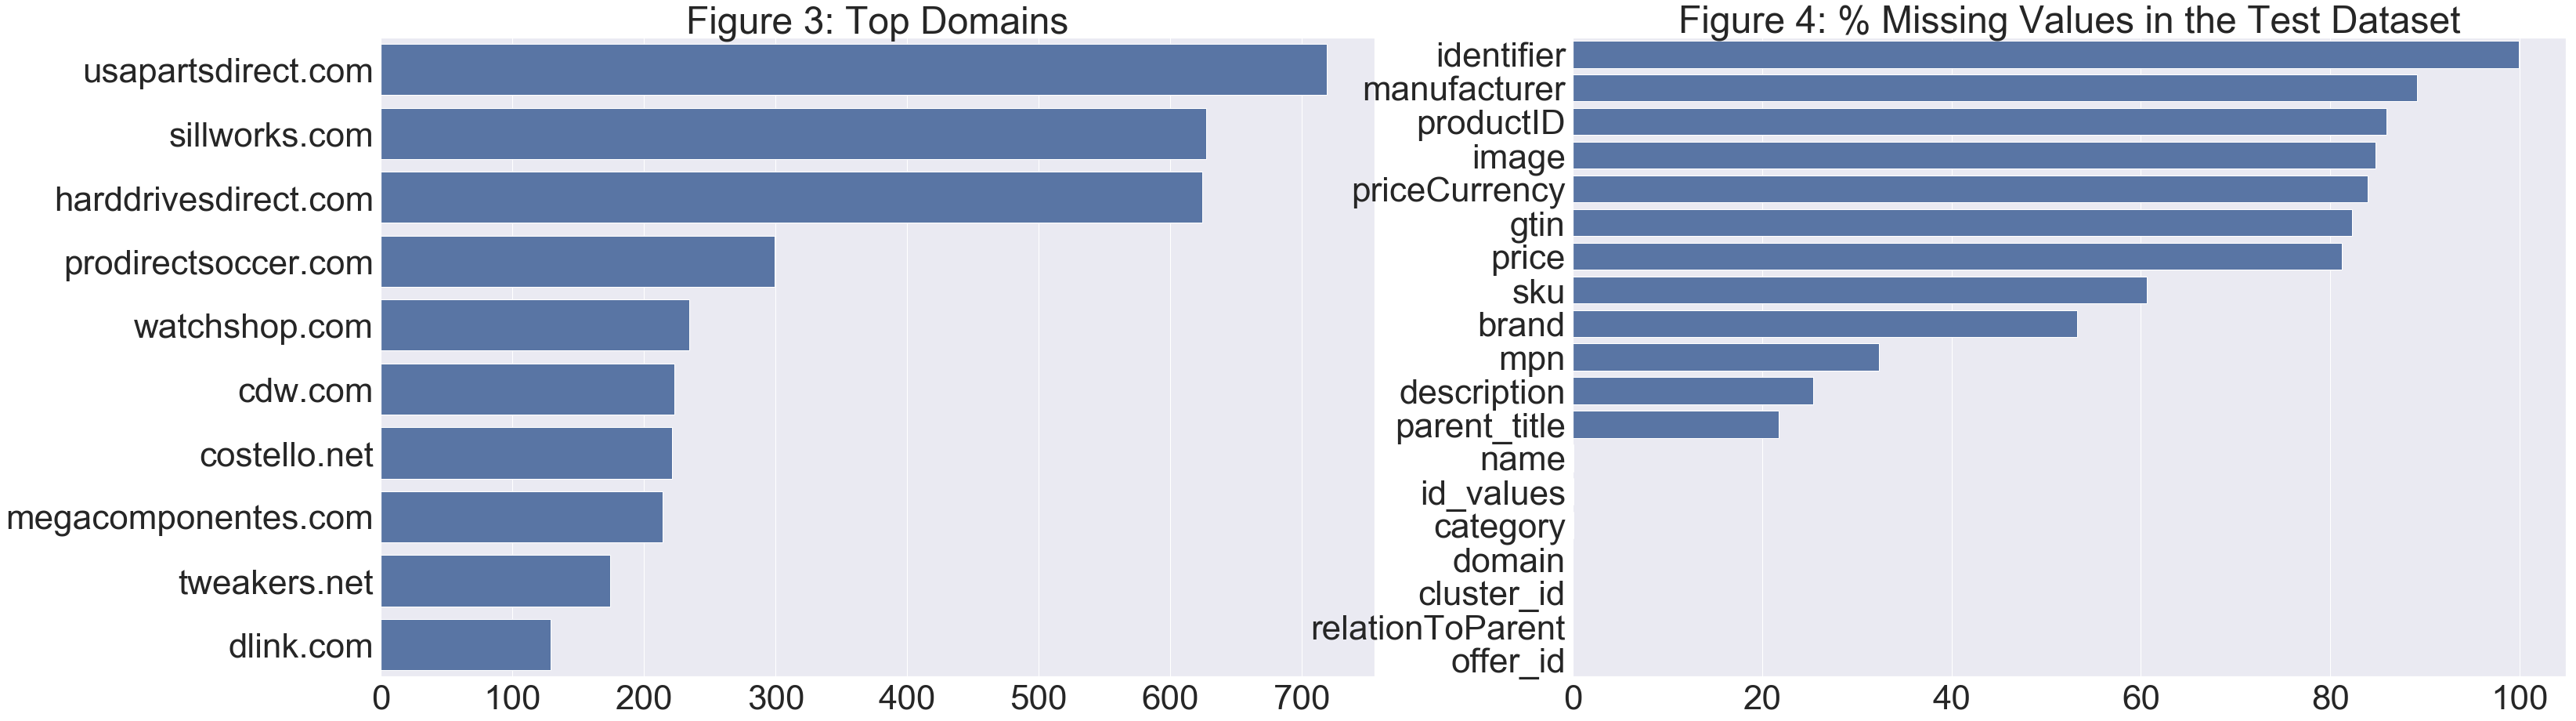 Figure 3: Top Domains
usapartsdirect.com
sillworks.com
harddrivesdirect.com
prodirectsoccer.com
watchshop.com
cdw.com
costello.net
megacomponentes.com
tweakers.net
dlink.com
0 100 200 300 400 500 600 700
Figure 4: % Missing Values in the Test Dataset
identifier
manufacturer
productID
image
priceCurrency
gtin
price
sku
brand
mpn
description
parent_title
name
id_values
category
domain
cluster_id
relationToParent
offer_id
0 20 40 60 80 100